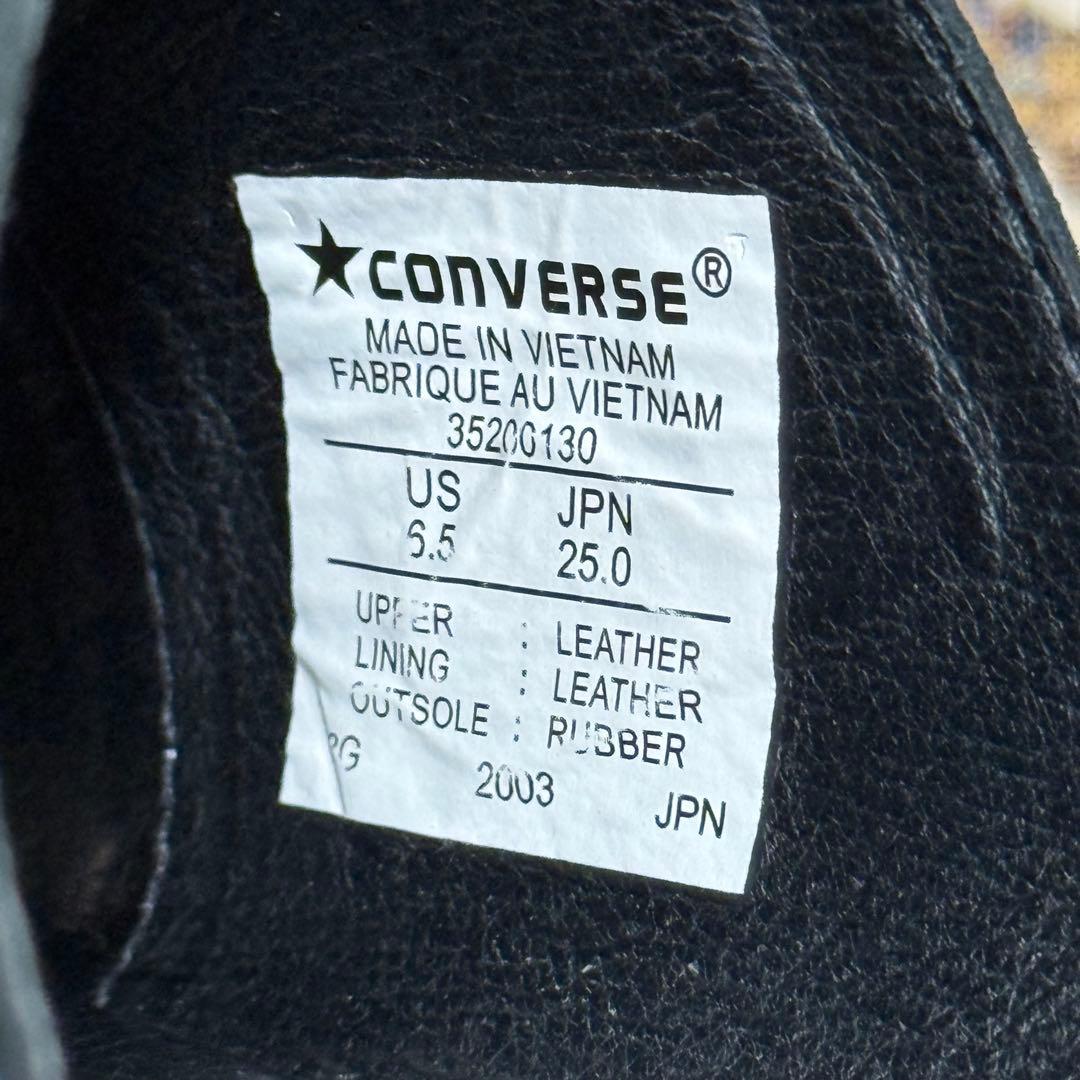 ★CONVERSE®
MADE IN VIETNAM
FABRIQUE AU VIETNAM
35200130
US JPN
6.5 25.0
UPPER : LEATHER
LINING : LEATHER
OUTSOLE : RUBBER
2003 JPN